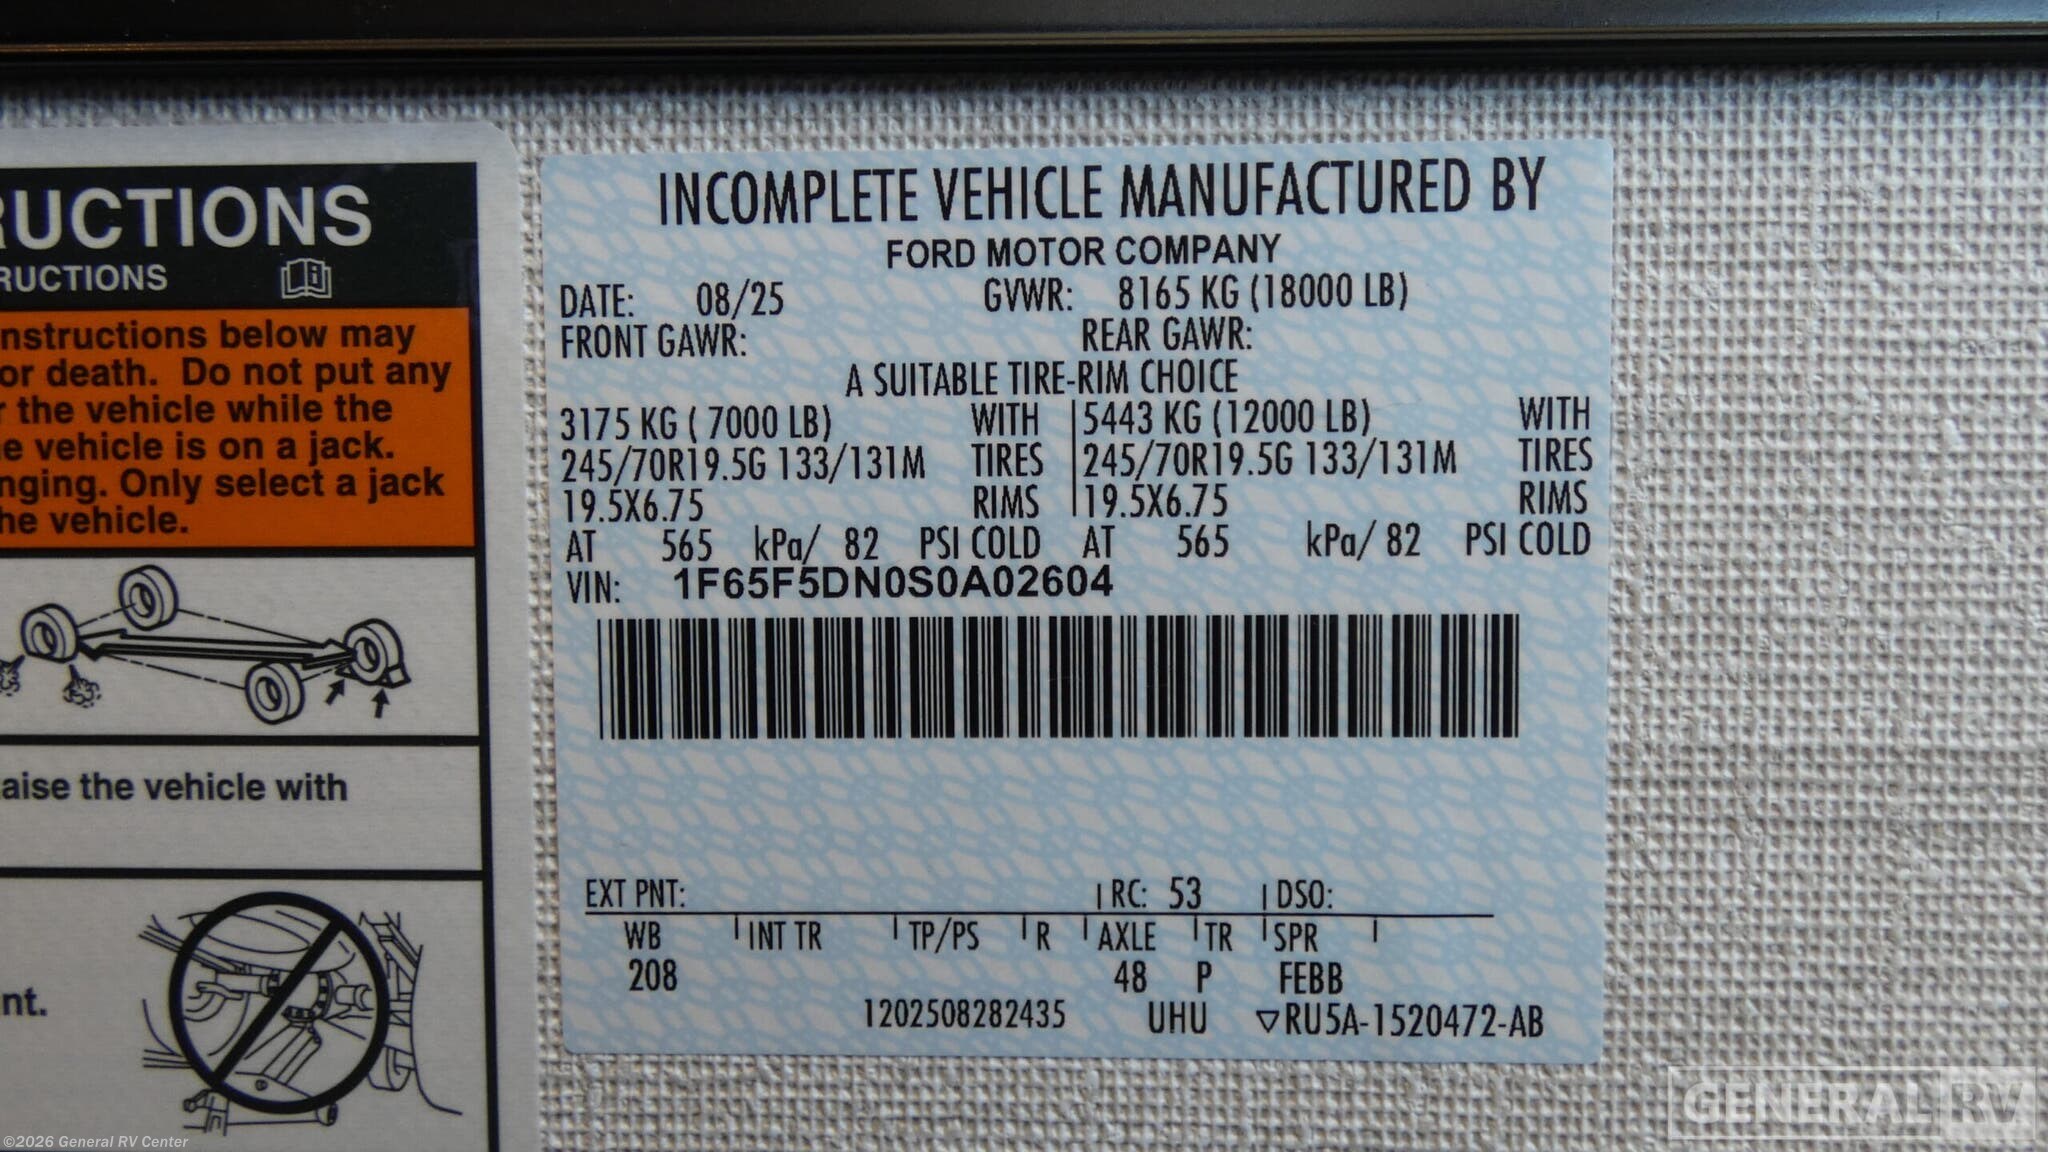 RUCTIONS
RUCTIONS
nstructions below may
or death. Do not put any
r the vehicle while the
e vehicle is on a jack.
nging. Only select a jack
he vehicle.
aise the vehicle with
nt.
INCOMPLETE VEHICLE MANUFACTURED BY
FORD MOTOR COMPANY
DATE: 08/25 GVWR: 8165 KG (18000 LB)
FRONT GAWR: REAR GAWR:
A SUITABLE TIRE-RIM CHOICE
3175 KG ( 7000 LB) WITH 5443 KG (12000 LB) WITH
245/70R19.5G 133/131M TIRES 245/70R19.5G 133/131M TIRES
19.5X6.75 RIMS 19.5X6.75 RIMS
AT 565 kPa/ 82 PSI COLD AT 565 kPa/ 82 PSI COLD
VIN: 1F65F5DN0S0A02604
EXT PNT: RC: 53 DSO:
WB INT TR TP/PS R AXLE TR SPR
208 48 P FEBB
1202508282435 UHU ▽RU5A-1520472-AB
GENERAL RV
©2026 General RV Center